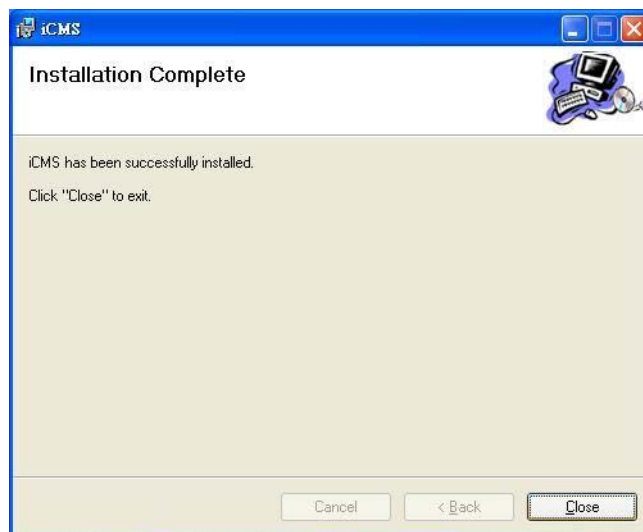 iCMS
Installation Complete
iCMS has been successfully installed.
Click "Close" to exit.
Cancel
< Back
Close